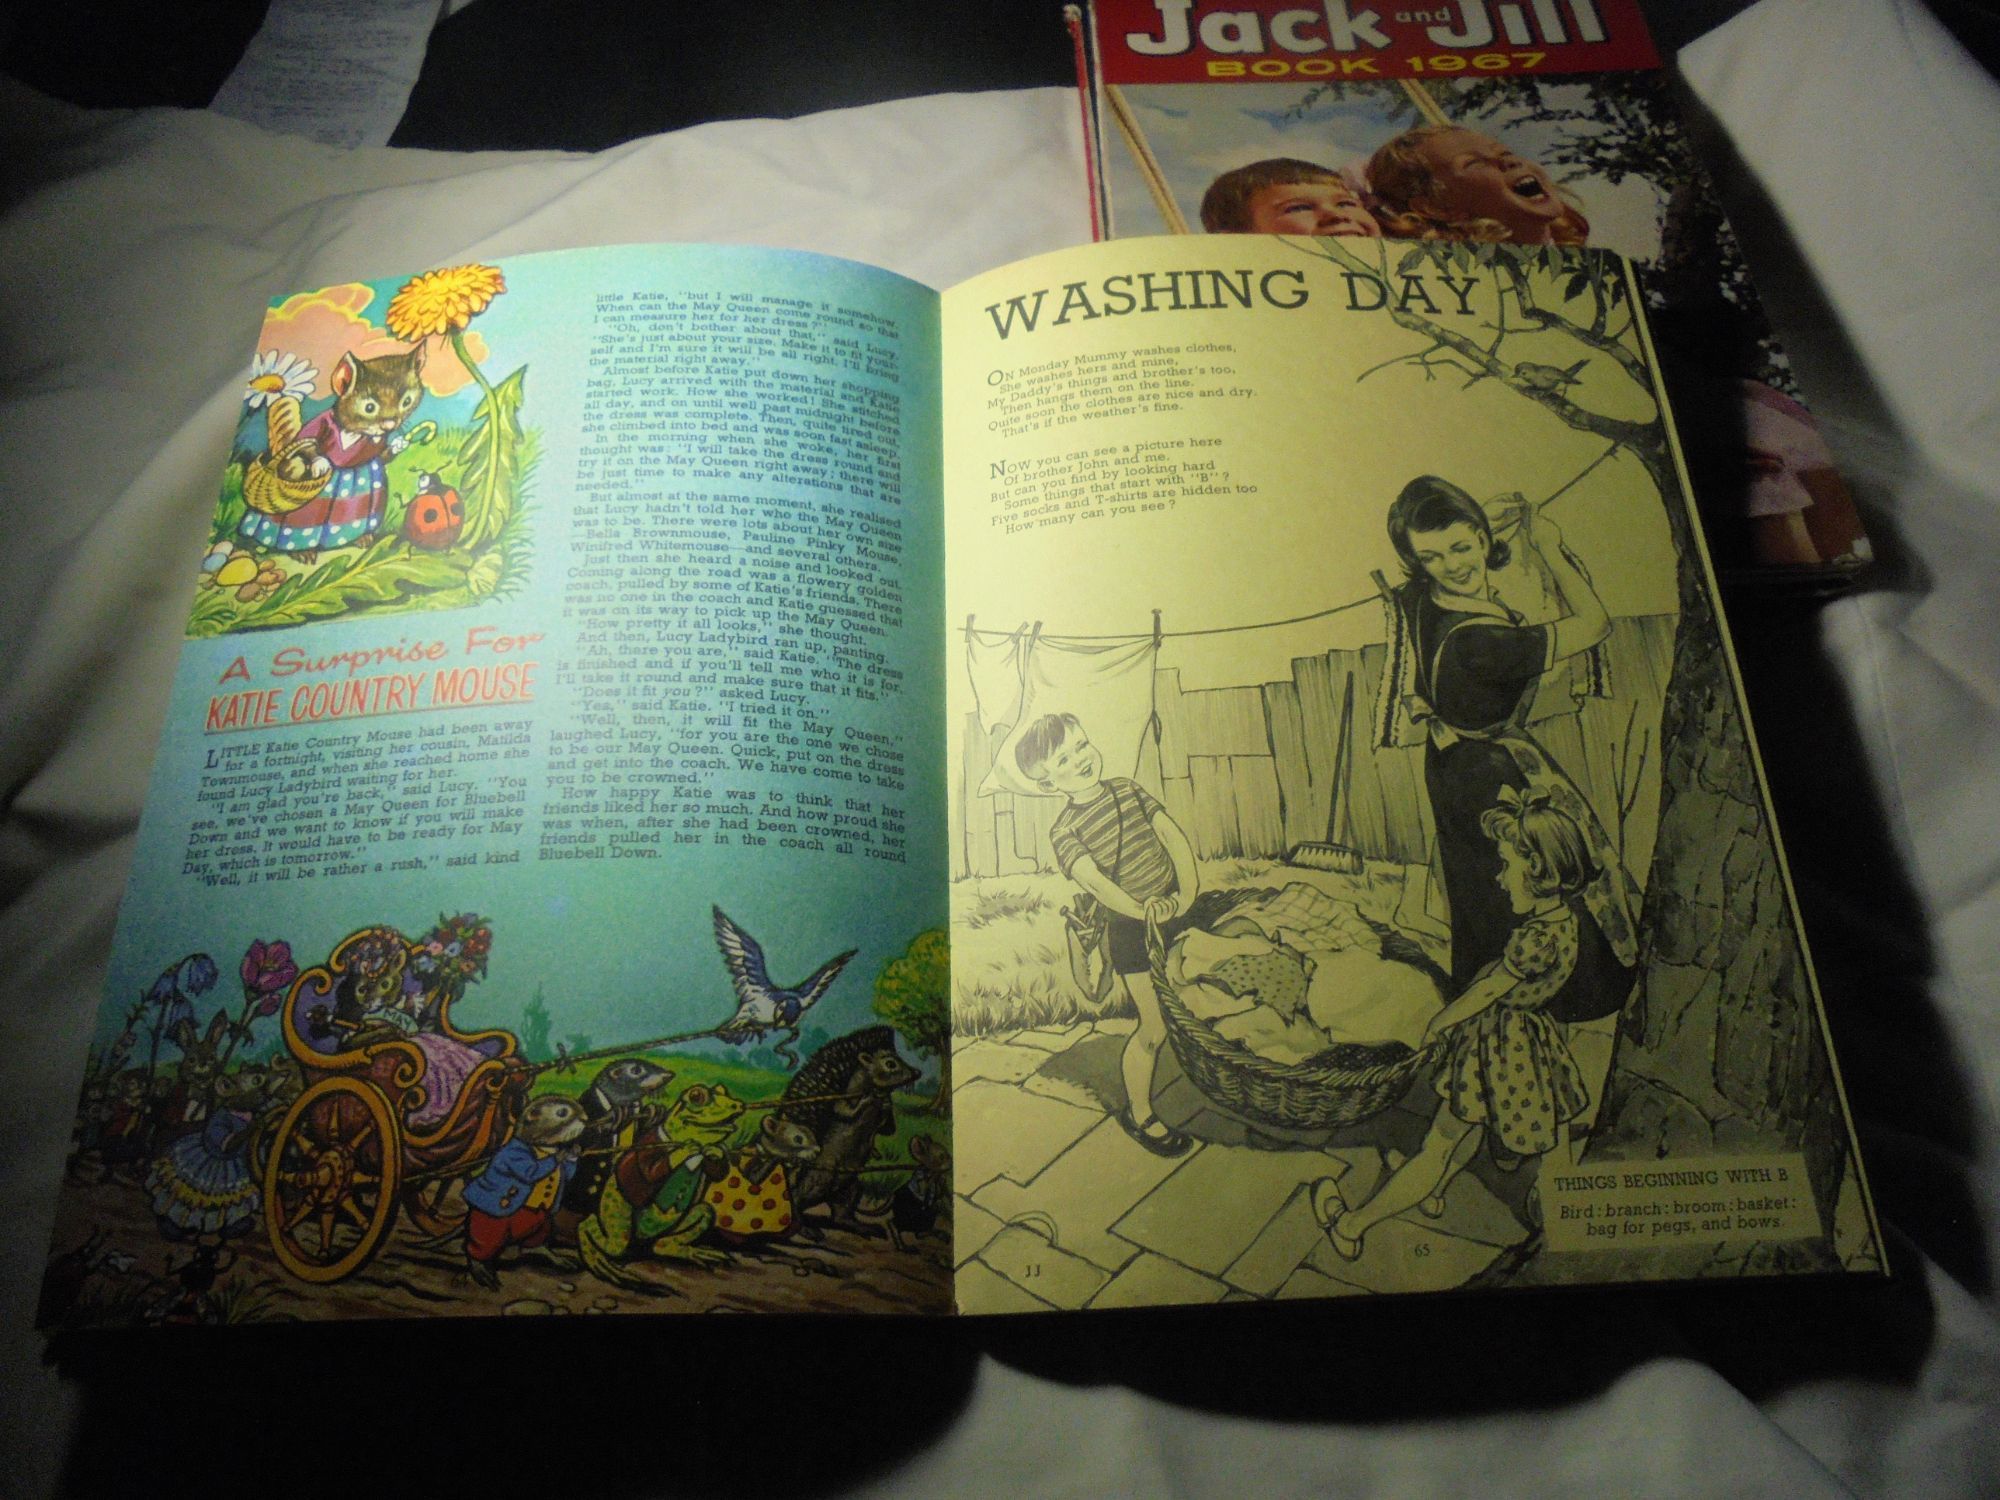 Jack and Jill
BOOK 1967
A Surprise For
KATIE COUNTRY MOUSE
LITTLE Katie Country Mouse had been away
for a fortnight, visiting her cousin, Matilda
Townmouse, and when she reached home she
found Lucy Ladybird waiting for her.
"I am glad you're back," said Lucy. "You
see, we've chosen a May Queen for Bluebell
Down and we want to know if you will make
her dress. It would have to be ready for May
Day, which is tomorrow."
"Well, it will be rather a rush," said kind
little Katie, "but I will manage it somehow.
When can the May Queen come round so that
I can measure her for her dress?"
"Oh, don't bother about that," said Lucy.
"She's just about your size. Make it to fit your-
self and I'm sure it will be all right. I'll bring
the material right away."
Almost before Katie put down her shopping
bag, Lucy arrived with the material and Katie
started work. How she worked! She stitched
all day, and on until well past midnight before
the dress was complete. Then, quite tired out,
she climbed into bed and was soon fast asleep.
In the morning when she woke, her first
thought was: "I will take the dress round and
try it on the May Queen right away; there will
be just time to make any alterations that are
needed."
But almost at the same moment, she realised
that Lucy hadn't told her who the May Queen
was to be. There were lots about her own size
—Bella Brownmouse, Pauline Pinky Mouse,
Winifred Whitemouse—and several others.
Just then she heard a noise and looked out.
Coming along the road was a flowery golden
coach, pulled by some of Katie's friends. There
was no one in the coach and Katie guessed that
it was on its way to pick up the May Queen.
"How pretty it all looks," she thought.
And then, Lucy Ladybird ran up, panting.
"Ah, there you are," said Katie. "The dress
is finished and if you'll tell me who it is for,
I'll take it round and make sure that it fits."
"Does it fit you?" asked Lucy.
"Yes," said Katie. "I tried it on."
"Well, then, it will fit the May Queen,"
laughed Lucy, "for you are the one we chose
to be our May Queen. Quick, put on the dress
and get into the coach. We have come to take
you to be crowned."
How happy Katie was to think that her
friends liked her so much. And how proud she
was when, after she had been crowned, her
friends pulled her in the coach all round
Bluebell Down.
MAY
64
WASHING DAY
ON Monday Mummy washes clothes,
She washes hers and mine,
My Daddy's things and brother's too,
Then hangs them on the line.
Quite soon the clothes are nice and dry.
That's if the weather's fine.
NOW you can see a picture here
Of brother John and me.
But can you find by looking hard
Some things that start with "B"?
Five socks and T-shirts are hidden too
How many can you see?
THINGS BEGINNING WITH B
Bird: branch: broom: basket:
bag for pegs, and bows.
JJ
65